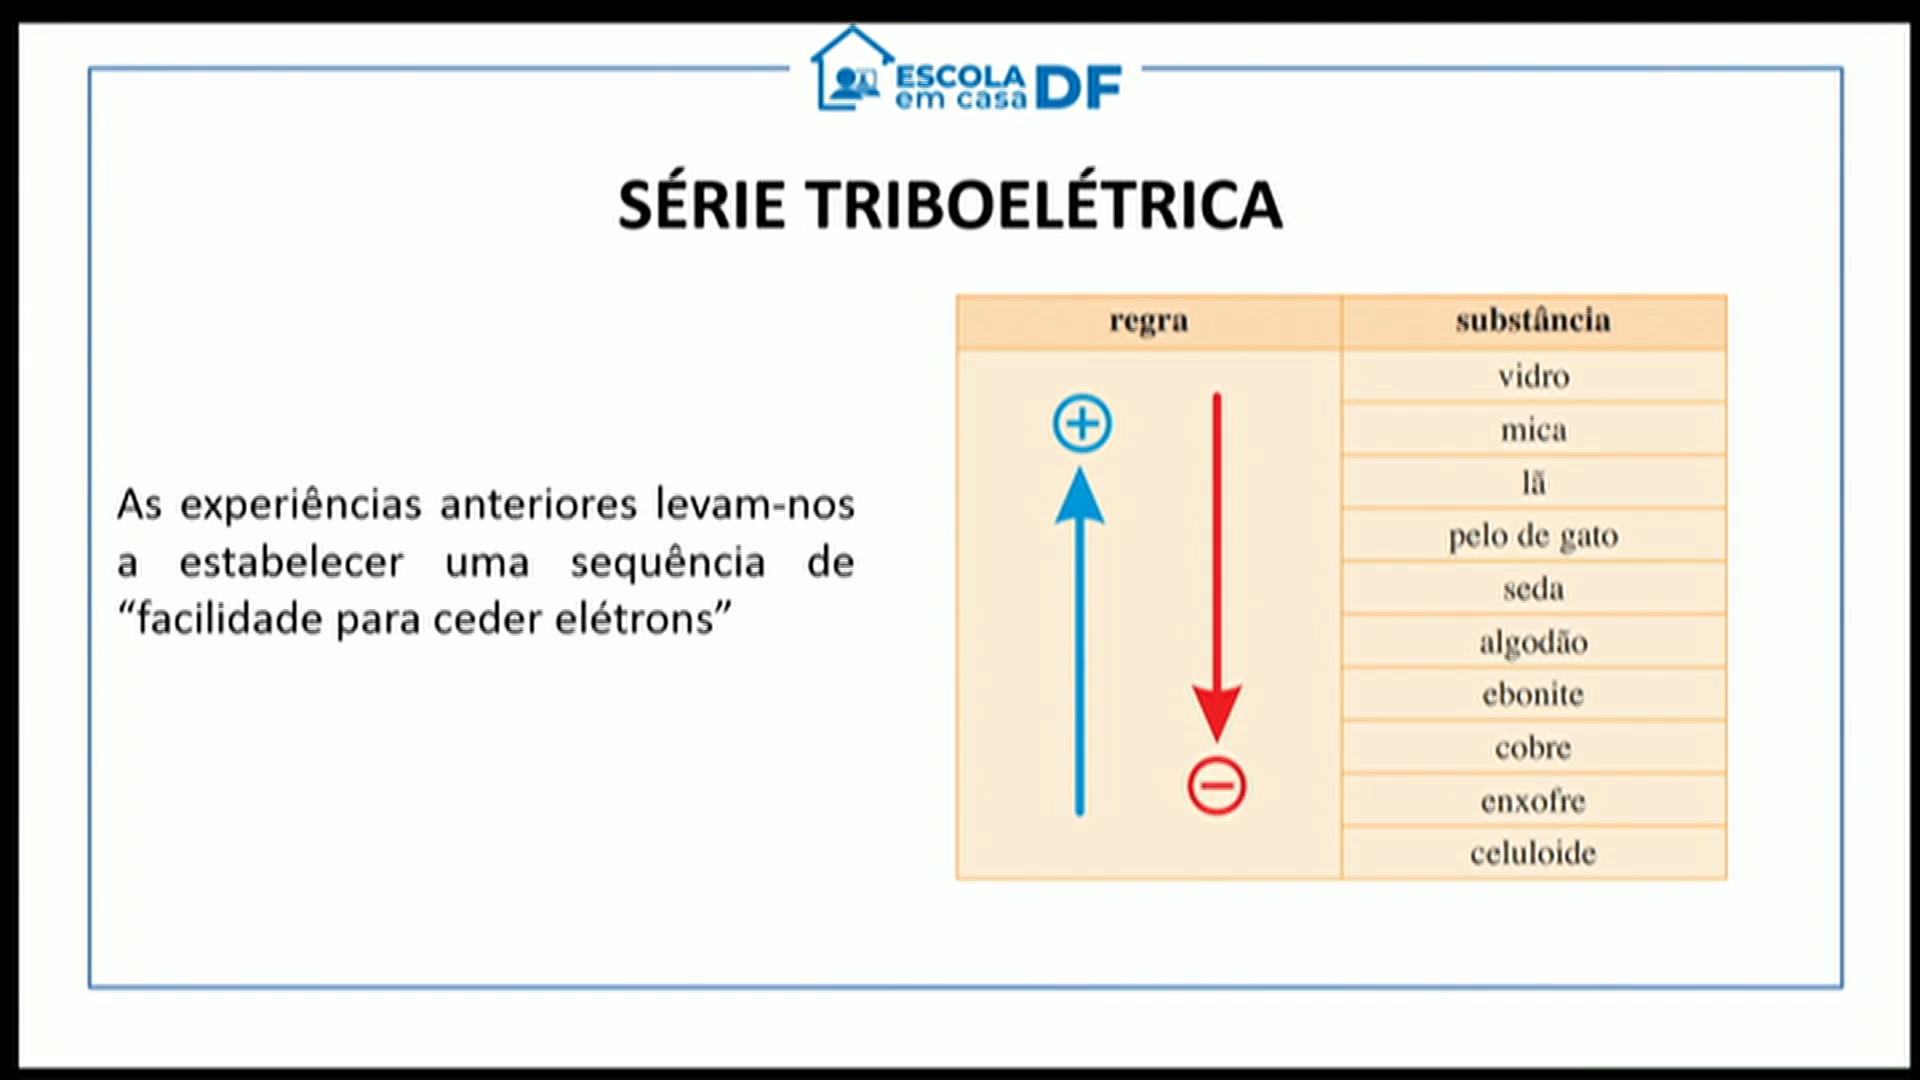 ESCOLA
em casa DF
SÉRIE TRIBOELÉTRICA
As experiências anteriores levam-nos
a estabelecer uma sequência de
“facilidade para ceder elétrons”
regra
substância
vidro
mica
lã
pelo de gato
seda
algodão
ebonite
cobre
enxofre
celuloide